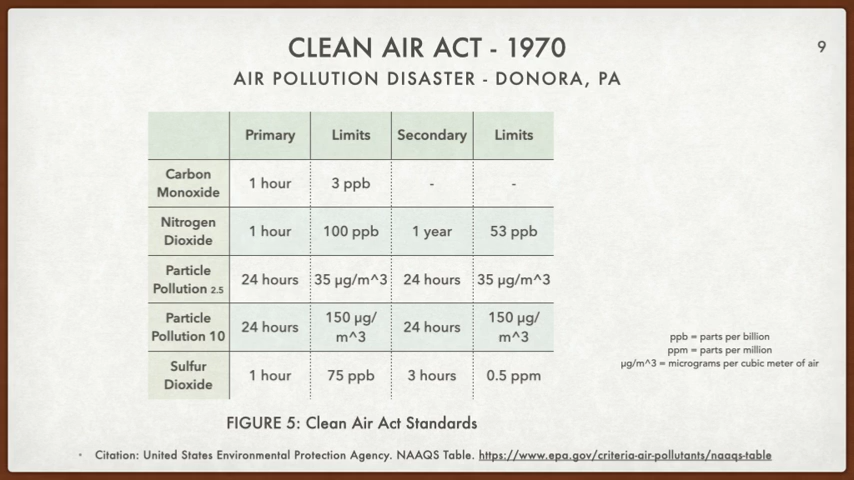 CLEAN AIR ACT - 1970
9
AIR POLLUTION DISASTER - DONORA, PA
Primary Limits Secondary Limits
Carbon
Monoxide
1 hour 3 ppb - -
Nitrogen
Dioxide
1 hour 100 ppb 1 year 53 ppb
Particle
Pollution 2.5
24 hours 35 µg/m^3 24 hours 35 µg/m^3
Particle
Pollution 10
24 hours
150 µg/
m^3
24 hours
150 µg/
m^3
Sulfur
Dioxide
1 hour 75 ppb 3 hours 0.5 ppm
ppb = parts per billion
ppm = parts per million
µg/m^3 = micrograms per cubic meter of air
FIGURE 5: Clean Air Act Standards
• Citation: United States Environmental Protection Agency. NAAQS Table. https://www.epa.gov/criteria-air-pollutants/naaqs-table